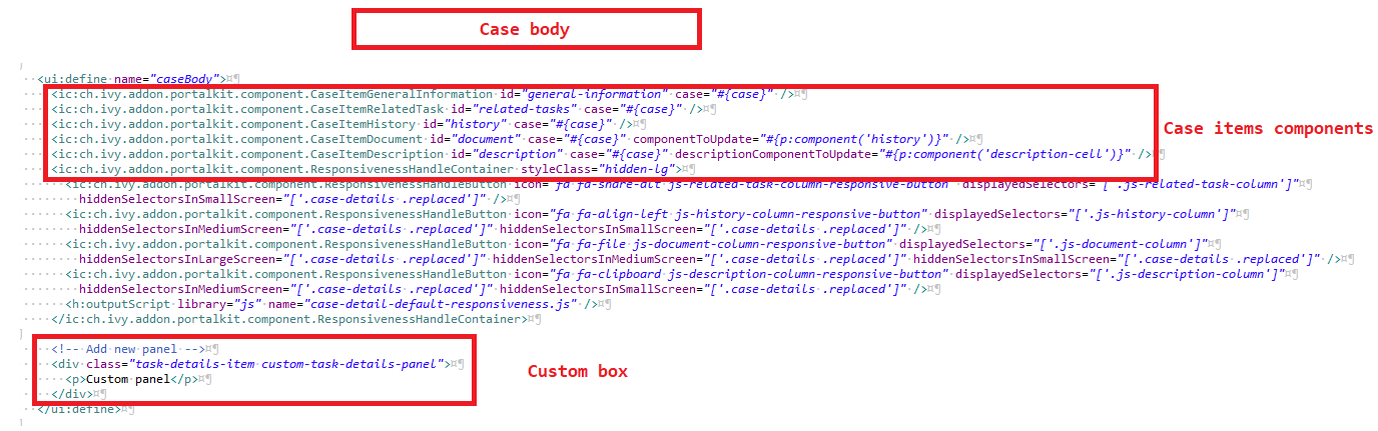 Case body
<ui:define name="caseBody">
<ic:ch.ivy.addon.portalkit.component.CaseItemGeneralInformation id="general-information" case="#{case}" />
<ic:ch.ivy.addon.portalkit.component.CaseItemRelatedTask id="related-tasks" case="#{case}" />
<ic:ch.ivy.addon.portalkit.component.CaseItemHistory id="history" case="#{case}" />
<ic:ch.ivy.addon.portalkit.component.CaseItemDocument id="document" case="#{case}" componentToUpdate="#{p:component('history')}" />
Case items components
<ic:ch.ivy.addon.portalkit.component.CaseItemDescription id="description" case="#{case}" descriptionComponentToUpdate="#{p:component('description-cell')}" />
<ic:ch.ivy.addon.portalkit.component.ResponsivenessHandleContainer styleClass="hidden-lg">
<ic:ch.ivy.addon.portalkit.component.ResponsivenessHandleButton icon="fa fa-share-alt js-related-task-column-responsive-button" displayedSelectors="['.js-related-task-column']"
hiddenSelectorsInSmallScreen="['.case-details .replaced']" />
<ic:ch.ivy.addon.portalkit.component.ResponsivenessHandleButton icon="fa fa-align-left js-history-column-responsive-button" displayedSelectors="['.js-history-column']"
hiddenSelectorsInMediumScreen="['.case-details .replaced']" hiddenSelectorsInSmallScreen="['.case-details .replaced']" />
<ic:ch.ivy.addon.portalkit.component.ResponsivenessHandleButton icon="fa fa-file js-document-column-responsive-button" displayedSelectors="['.js-document-column']"
hiddenSelectorsInLargeScreen="['.case-details .replaced']" hiddenSelectorsInMediumScreen="['.case-details .replaced']" hiddenSelectorsInSmallScreen="['.case-details .replaced']" />
<ic:ch.ivy.addon.portalkit.component.ResponsivenessHandleButton icon="fa fa-clipboard js-description-column-responsive-button" displayedSelectors="['.js-description-column']"
hiddenSelectorsInMediumScreen="['.case-details .replaced']" hiddenSelectorsInSmallScreen="['.case-details .replaced']" />
<h:outputScript library="js" name="case-detail-default-responsiveness.js" />
</ic:ch.ivy.addon.portalkit.component.ResponsivenessHandleContainer>
<!-- Add new panel -->
<div class="task-details-item custom-task-details-panel">
<p>Custom panel</p>
Custom box
</div>
</ui:define>